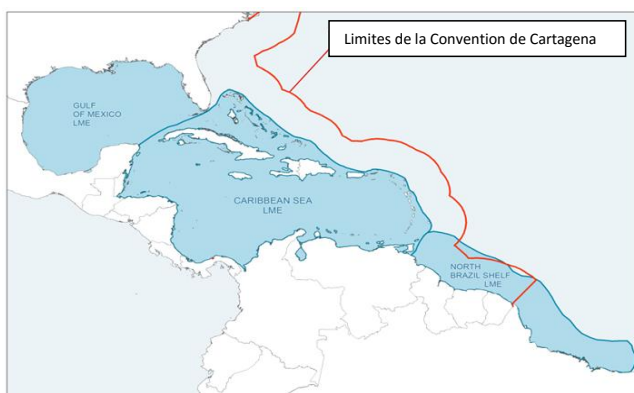 Limites de la Convention de Cartagena
GULF
OF MEXICO
LME
CARIBBEAN SEA
LME
NORTH
BRAZIL SHELF
LME